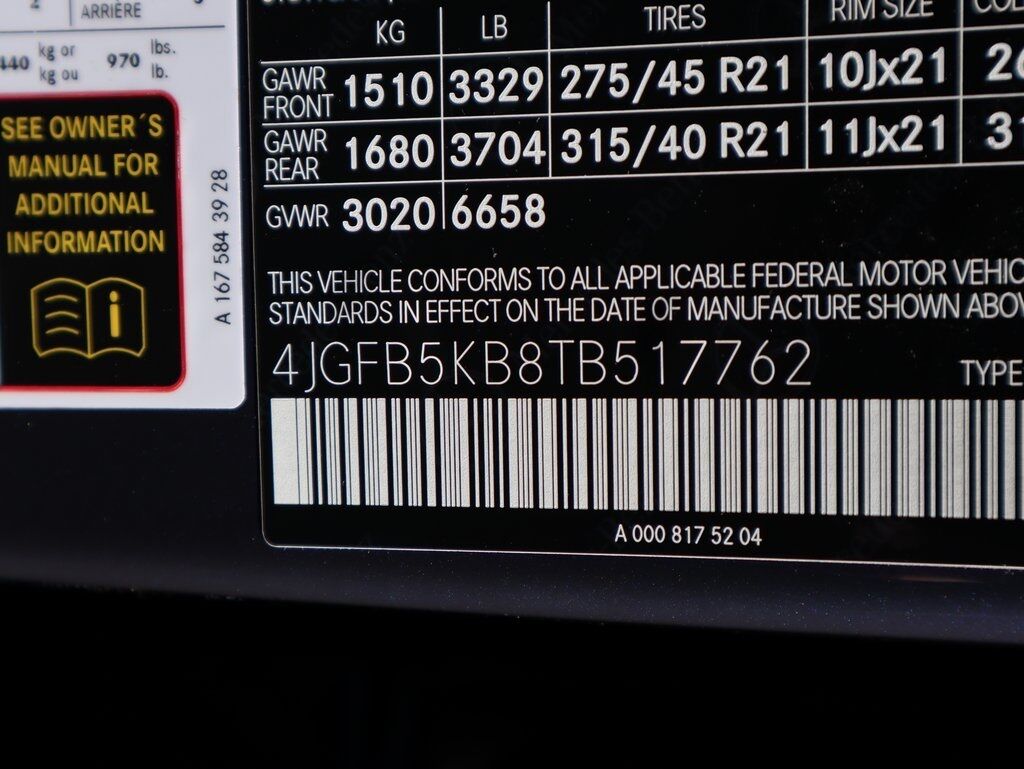 ARRIÈRE
kg or
kg ou
970
lbs.
lb.
SEE OWNER´S
MANUAL FOR
ADDITIONAL
INFORMATION
i
A 167 584 39 28
KG LB TIRES RIM SIZE
GAWR FRONT 1510 3329 275/45 R21 10Jx21
GAWR REAR 1680 3704 315/40 R21 11Jx21
GVWR 3020 6658
THIS VEHICLE CONFORMS TO ALL APPLICABLE FEDERAL MOTOR VEHIC
STANDARDS IN EFFECT ON THE DATE OF MANUFACTURE SHOWN ABOV
4JGFB5KB8TB517762 TYPE
A 000 817 52 04